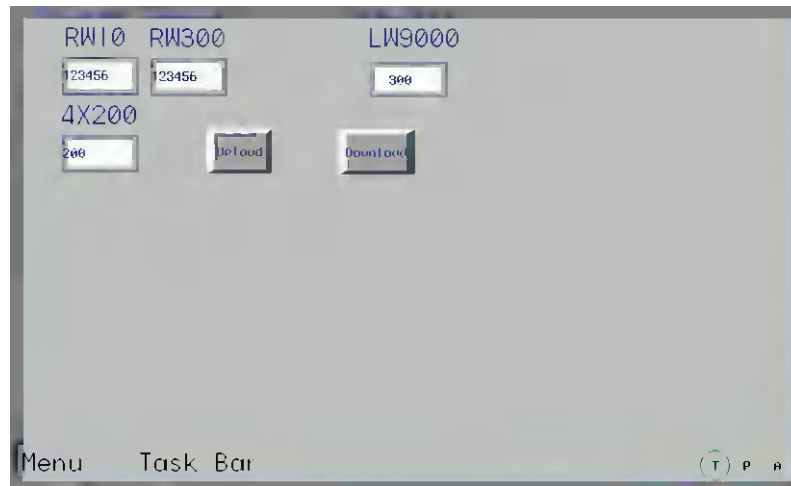 RW10 RW300 LW9000
123456 123456 300
4X200
200 Upload Download
Menu Task Bar (T) P A